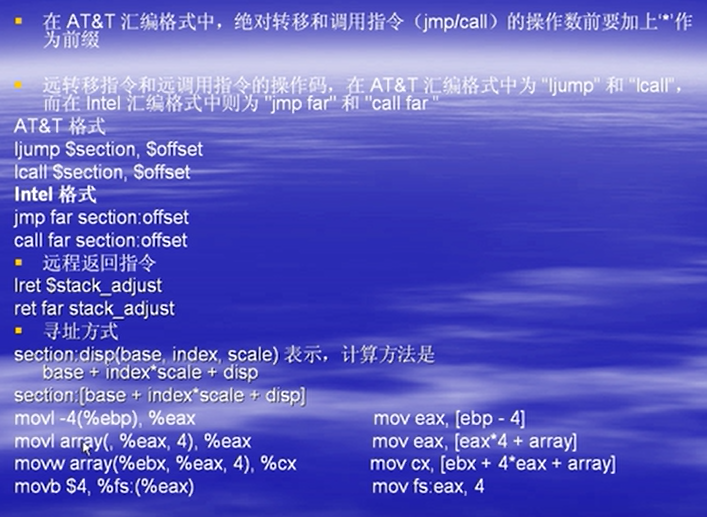 ▪ 在 AT&T 汇编格式中，绝对转移和调用指令（jmp/call）的操作数前要加上‘*’作
为前缀
▪ 远转移指令和远调用指令的操作码，在 AT&T 汇编格式中为 "ljump" 和 "lcall"，
而在 Intel 汇编格式中则为 "jmp far" 和 "call far "
AT&T 格式
ljump $section, $offset
lcall $section, $offset
Intel 格式
jmp far section:offset
call far section:offset
▪ 远程返回指令
lret $stack_adjust
ret far stack_adjust
▪ 寻址方式
section:disp(base, index, scale) 表示，计算方法是
base + index*scale + disp
section:[base + index*scale + disp]
movl -4(%ebp), %eax mov eax, [ebp - 4]
movl array(, %eax, 4), %eax mov eax, [eax*4 + array]
movw array(%ebx, %eax, 4), %cx mov cx, [ebx + 4*eax + array]
movb $4, %fs:(%eax) mov fs:eax, 4